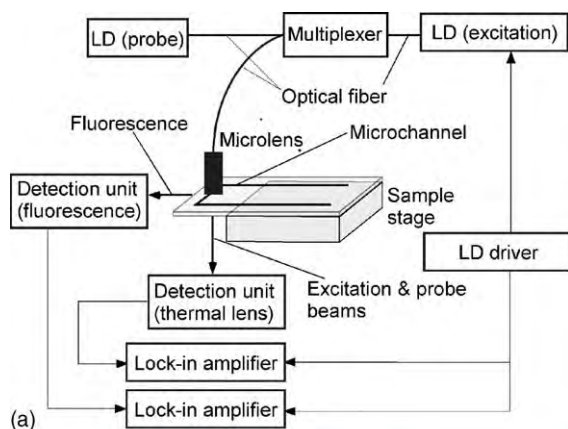 LD (probe)
Multiplexer
LD (excitation)
Optical fiber
Fluorescence
Microlens
Microchannel
Detection unit
(fluorescence)
Sample
stage
LD driver
Detection unit
(thermal lens)
Excitation & probe
beams
Lock-in amplifier
Lock-in amplifier
(a)